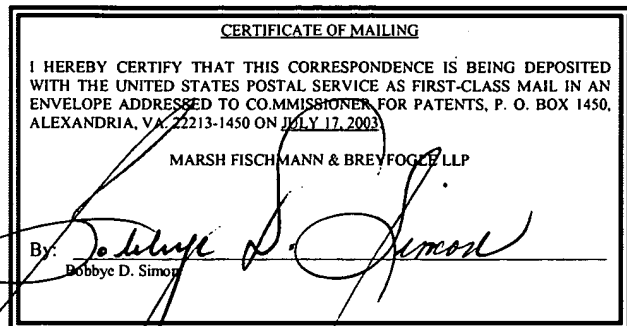 CERTIFICATE OF MAILING
I HEREBY CERTIFY THAT THIS CORRESPONDENCE IS BEING DEPOSITED
WITH THE UNITED STATES POSTAL SERVICE AS FIRST-CLASS MAIL IN AN
ENVELOPE ADDRESSED TO CO.MMISSIONER FOR PATENTS, P. O. BOX 1450,
ALEXANDRIA, VA. 22213-1450 ON JULY 17, 2003
MARSH FISCHMANN & BREYFOGLE LLP
By: Bobbye D. Simon
Bobbye D. Simon